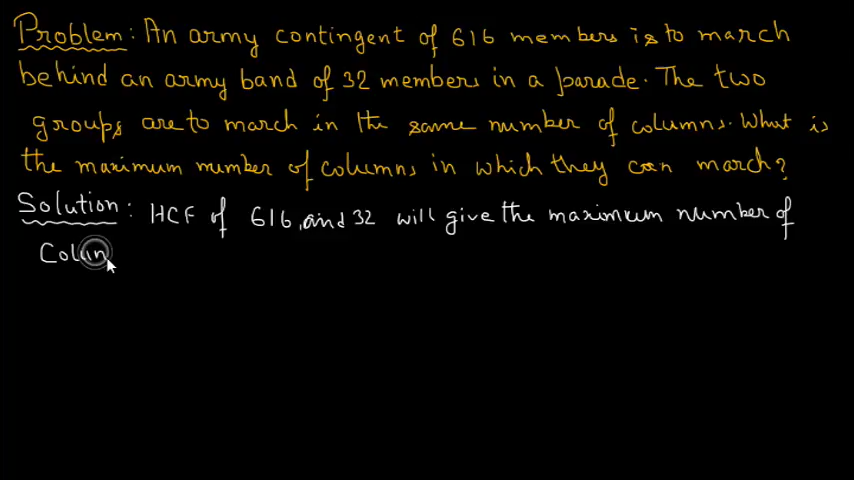 Problem: An army contingent of 616 members is to march
behind an army band of 32 members in a parade. The two
groups are to march in the same number of columns. What is
the maximum number of columns in which they can march?
Solution: HCF of 616, and 32 will give the maximum number of
Colun